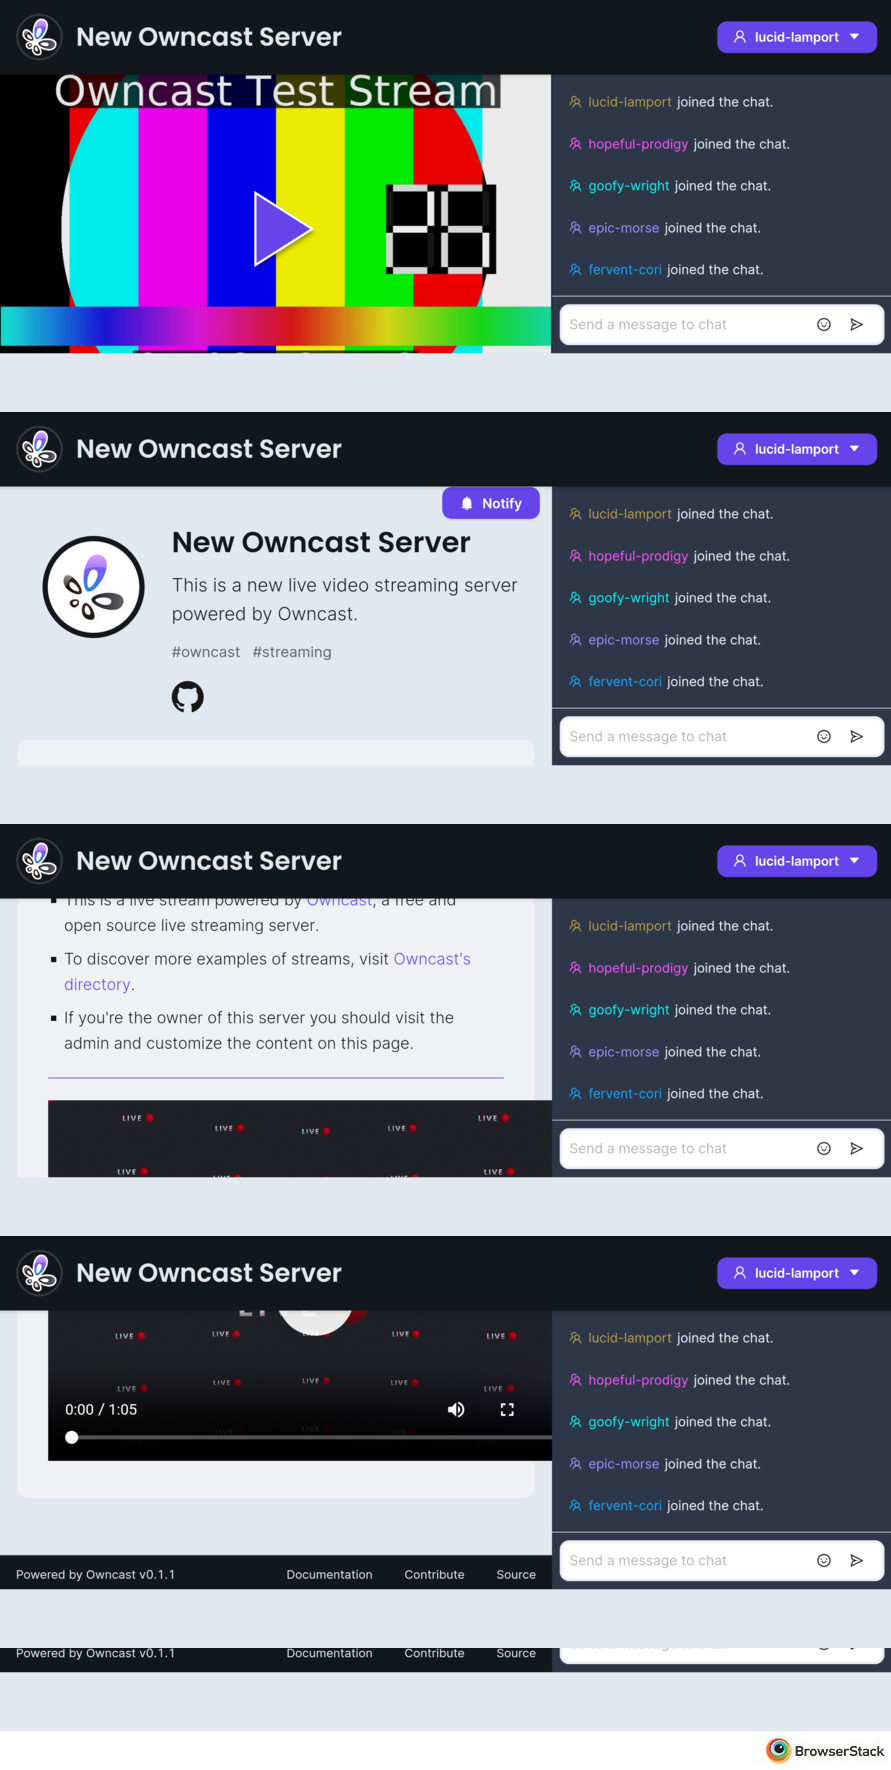 New Owncast Server
lucid-lamport
Owncast Test Stream
lucid-lamport joined the chat.
hopeful-prodigy joined the chat.
goofy-wright joined the chat.
epic-morse joined the chat.
fervent-cori joined the chat.
Send a message to chat
New Owncast Server
lucid-lamport
Notify
New Owncast Server
This is a new live video streaming server
powered by Owncast.
#owncast #streaming
lucid-lamport joined the chat.
hopeful-prodigy joined the chat.
goofy-wright joined the chat.
epic-morse joined the chat.
fervent-cori joined the chat.
Send a message to chat
New Owncast Server
lucid-lamport
This is a live stream powered by Owncast, a free and
open source live streaming server.
To discover more examples of streams, visit Owncast's
directory.
If you're the owner of this server you should visit the
admin and customize the content on this page.
LIVE LIVE LIVE LIVE LIVE
LIVE LIVE LIVE LIVE LIVE
lucid-lamport joined the chat.
hopeful-prodigy joined the chat.
goofy-wright joined the chat.
epic-morse joined the chat.
fervent-cori joined the chat.
Send a message to chat
New Owncast Server
lucid-lamport
LIVE LIVE LIVE LIVE LIVE
LIVE LIVE LIVE LIVE LIVE
0:00 / 1:05
lucid-lamport joined the chat.
hopeful-prodigy joined the chat.
goofy-wright joined the chat.
epic-morse joined the chat.
fervent-cori joined the chat.
Send a message to chat
Powered by Owncast v0.1.1 Documentation Contribute Source
Powered by Owncast v0.1.1 Documentation Contribute Source
BrowserStack